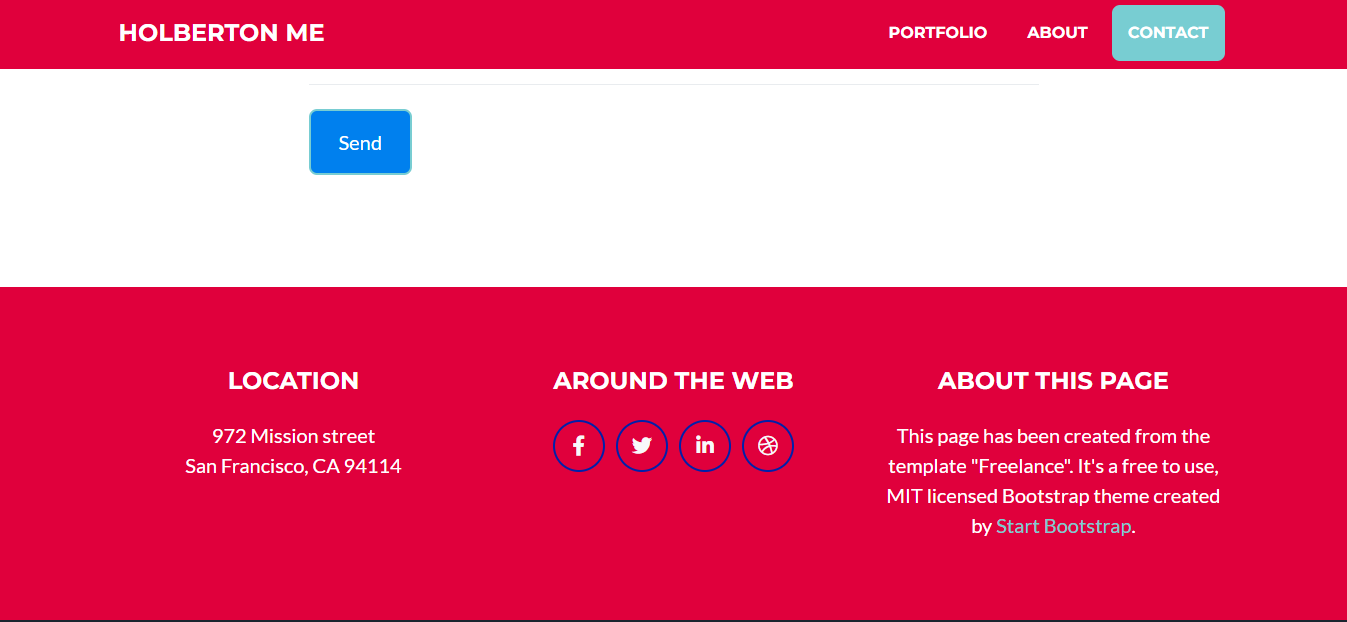 HOLBERTON ME
PORTFOLIO
ABOUT
CONTACT
Send
LOCATION
972 Mission street
San Francisco, CA 94114
AROUND THE WEB
ABOUT THIS PAGE
This page has been created from the
template "Freelance". It's a free to use,
MIT licensed Bootstrap theme created
by Start Bootstrap.